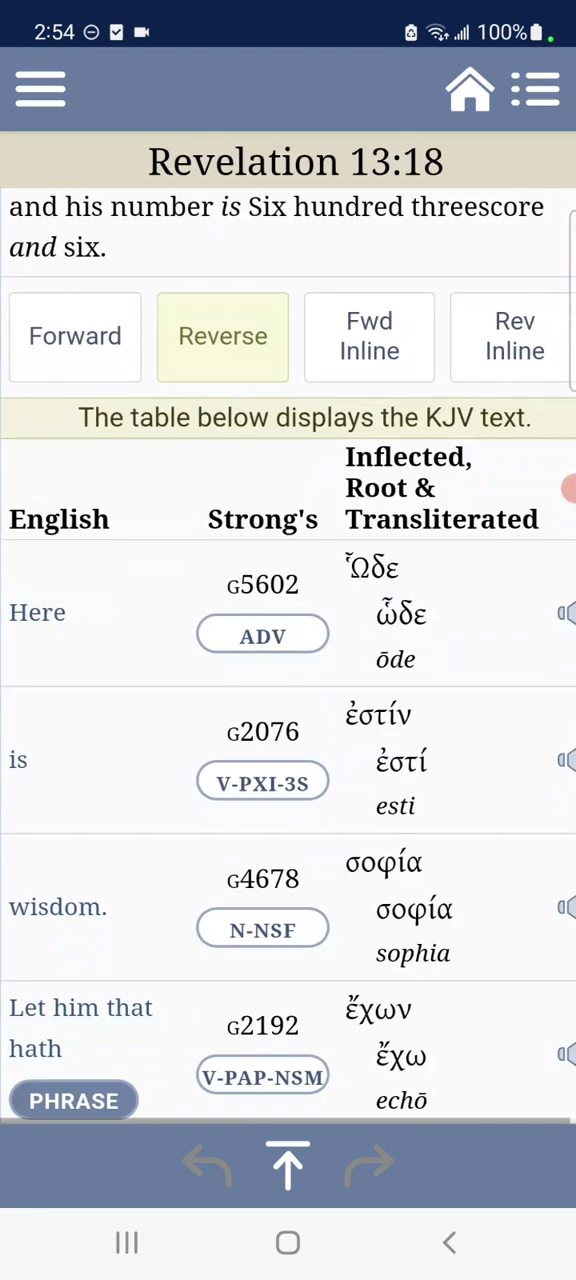 2:54
100%
Revelation 13:18
and his number is Six hundred threescore
and six.
Forward
Reverse
Fwd
Inline
Rev
Inline
The table below displays the KJV text.
English
Strong's
Inflected,
Root &
Transliterated
Here
G5602
ADV
Ὧδε
ὧδε
ōde
is
G2076
V-PXI-3S
ἐστίν
ἐστί
esti
wisdom.
G4678
N-NSF
σοφία
σοφία
sophia
Let him that
hath
PHRASE
G2192
V-PAP-NSM
ἔχων
ἔχω
echō